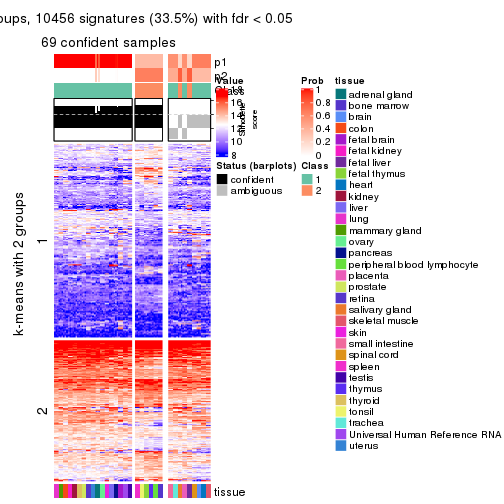 oups, 10456 signatures (33.5%) with fdr < 0.05
69 confident samples
p1
p2
Class
Silhouette
score
k-means with 2 groups
1
2
tissue
Value
16
14
12
10
8
Status (barplots)
confident
ambiguous
Prob
1
0.8
0.6
0.4
0.2
0
Class
1
2
tissue
adrenal gland
bone marrow
brain
colon
fetal brain
fetal kidney
fetal liver
fetal thymus
heart
kidney
liver
lung
mammary gland
ovary
pancreas
peripheral blood lymphocyte
placenta
prostate
retina
salivary gland
skeletal muscle
skin
small intestine
spinal cord
spleen
testis
thymus
thyroid
tonsil
trachea
Universal Human Reference RNA
uterus